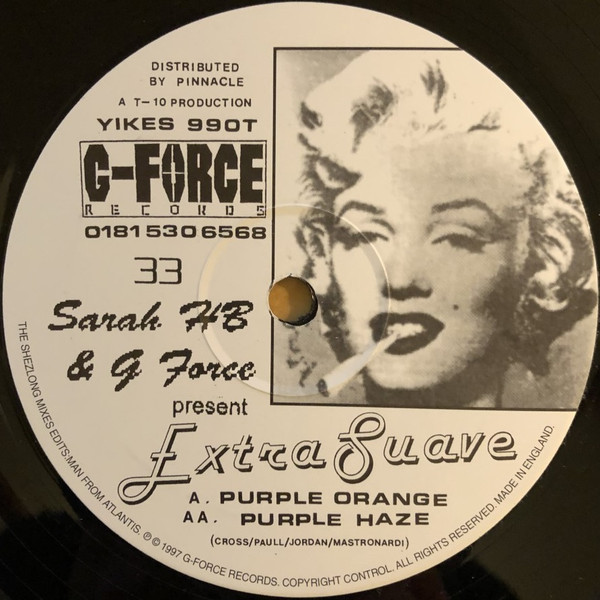 DISTRIBUTED
BY PINNACLE
A T-10 PRODUCTION
YIKES 990T
G-FORCE
RECORDS
0181 530 6568
33
Sarah HB
& G Force
present
Extra Suave
A. PURPLE ORANGE
AA. PURPLE HAZE
(CROSS/PAULL/JORDAN/MASTRONARDI)
THE SHEZLONG MIXES EDITS:MAN FROM ATLANTIS. ℗ © 1997 G-FORCE RECORDS. COPYRIGHT CONTROL. ALL RIGHTS RESERVED. MADE IN ENGLAND.